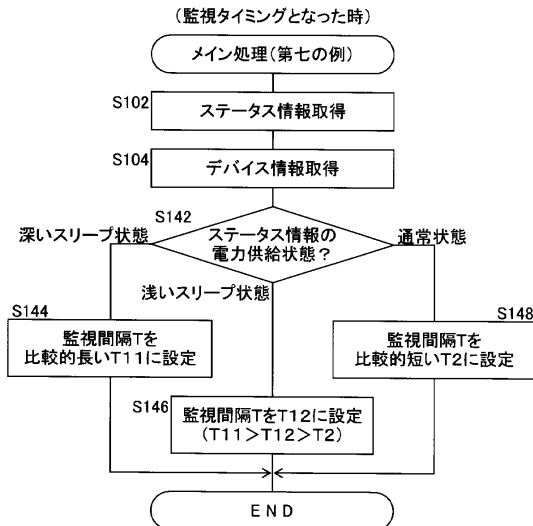 (監視タイミングとなった時)
メイン処理(第七の例)
S102
ステータス情報取得
S104
デバイス情報取得
S142
深いスリープ状態
ステータス情報の
電力供給状態?
通常状態
浅いスリープ状態
S144
監視間隔Tを
比較的長いT11に設定
S148
監視間隔Tを
比較的短いT2に設定
S146
監視間隔TをT12に設定
(T11>T12>T2)
END